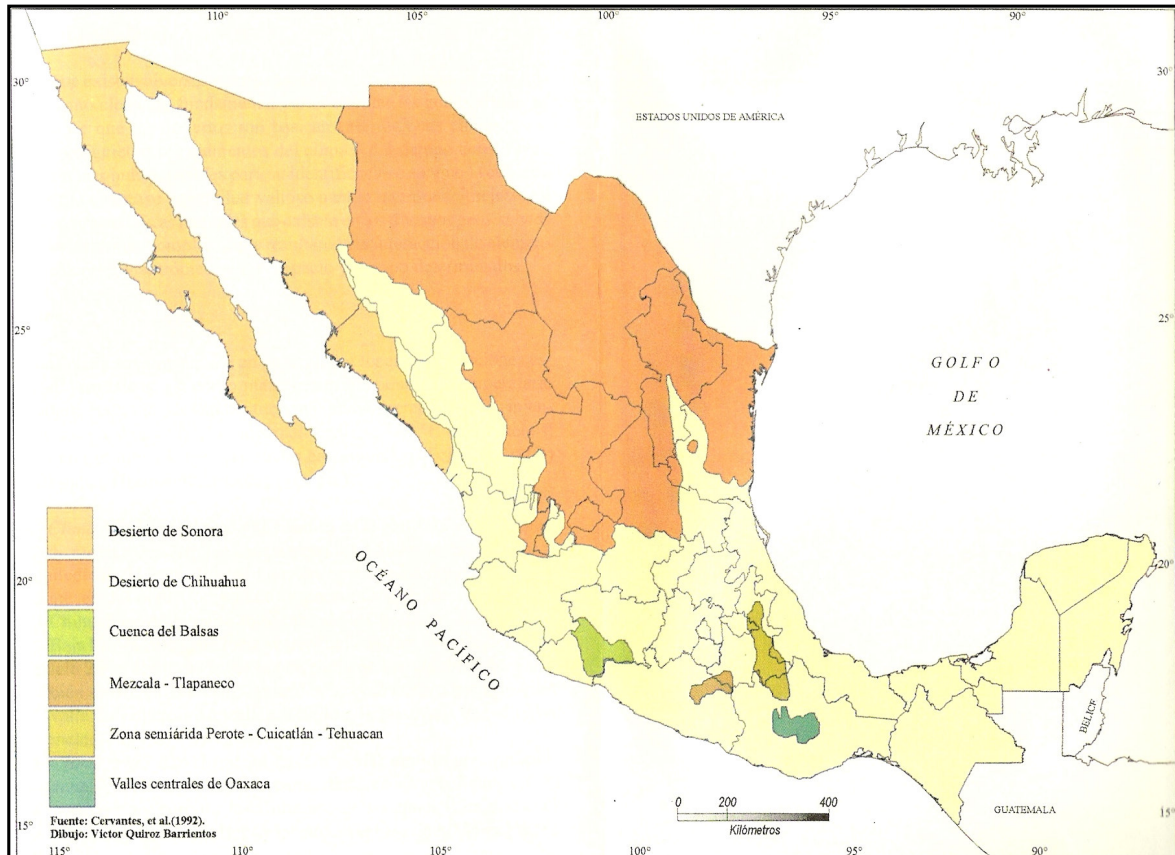 110°
105°
100°
95°
90°
30°
30°
ESTADOS UNIDOS DE AMÉRICA
25°
25°
GOLFO
DE
MÉXICO
OCÉANO PACÍFICO
20°
20°
Desierto de Sonora
Desierto de Chihuahua
Cuenca del Balsas
Mezcala - Tlapaneco
Zona semiárida Perote - Cuicatlán - Tehuacan
Valles centrales de Oaxaca
BELICE
GUATEMALA
0 200 400
Kilómetros
15°
15°
Fuente: Cervantes, et al.(1992).
Dibujo: Víctor Quiroz Barrientos
115°
110°
105°
100°
95°
90°